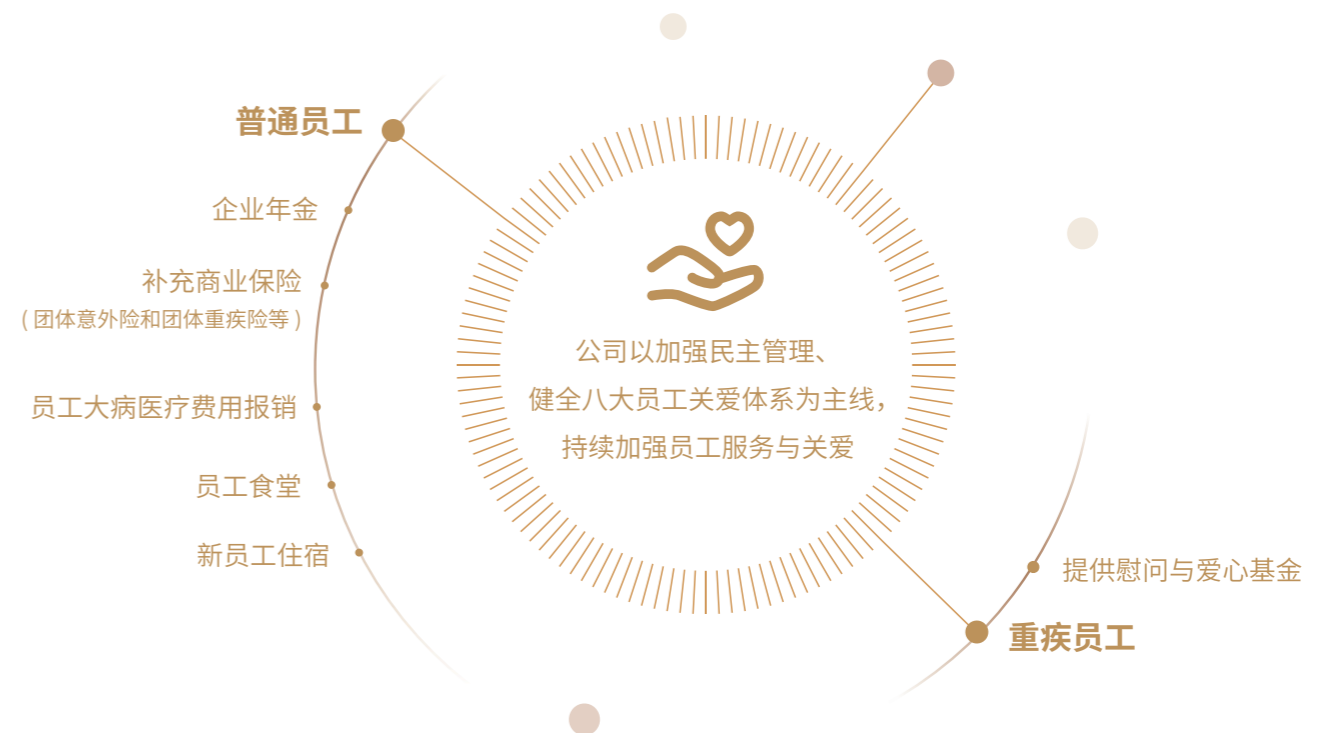 普通员工
企业年金
补充商业保险
( 团体意外险和团体重疾险等 )
员工大病医疗费用报销
员工食堂
新员工住宿
公司以加强民主管理、
健全八大员工关爱体系为主线，
持续加强员工服务与关爱
提供慰问与爱心基金
重疾员工